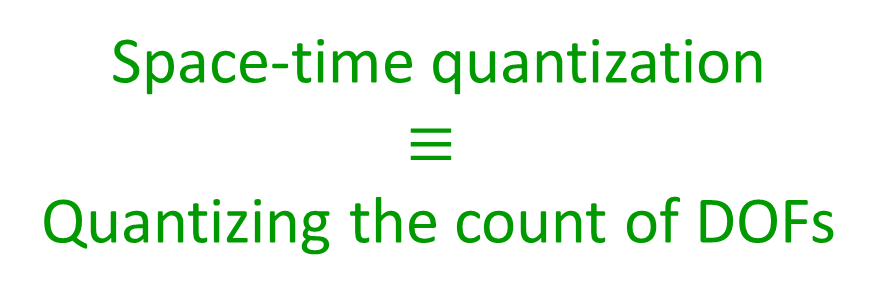 Space-time quantization
≡
Quantizing the count of DOFs